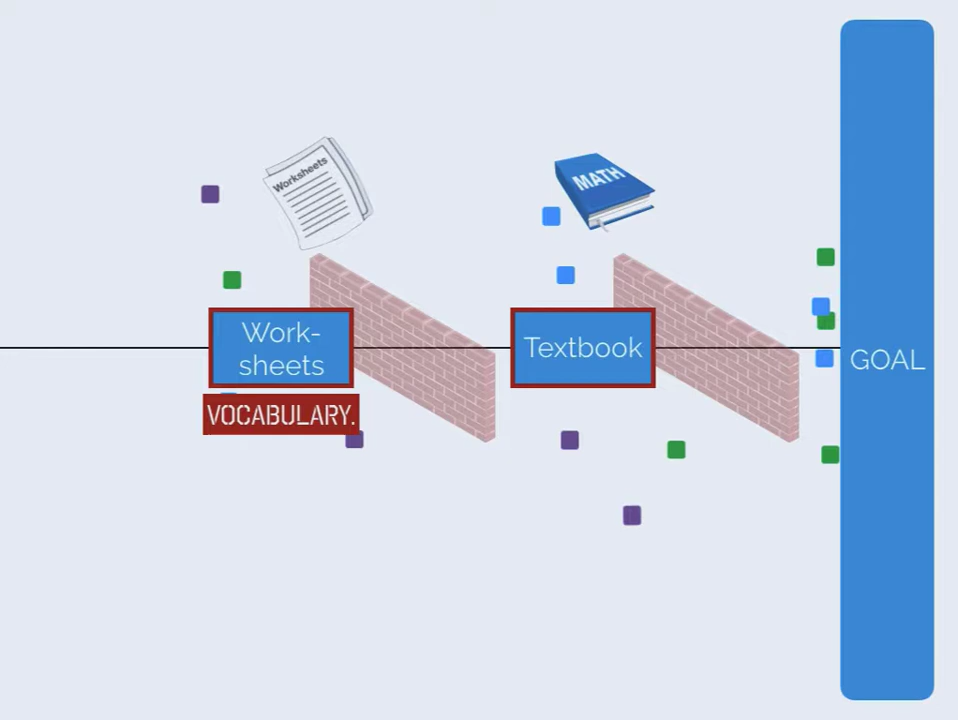 Worksheets
MATH
Work-
sheets
Textbook
VOCABULARY.
GOAL